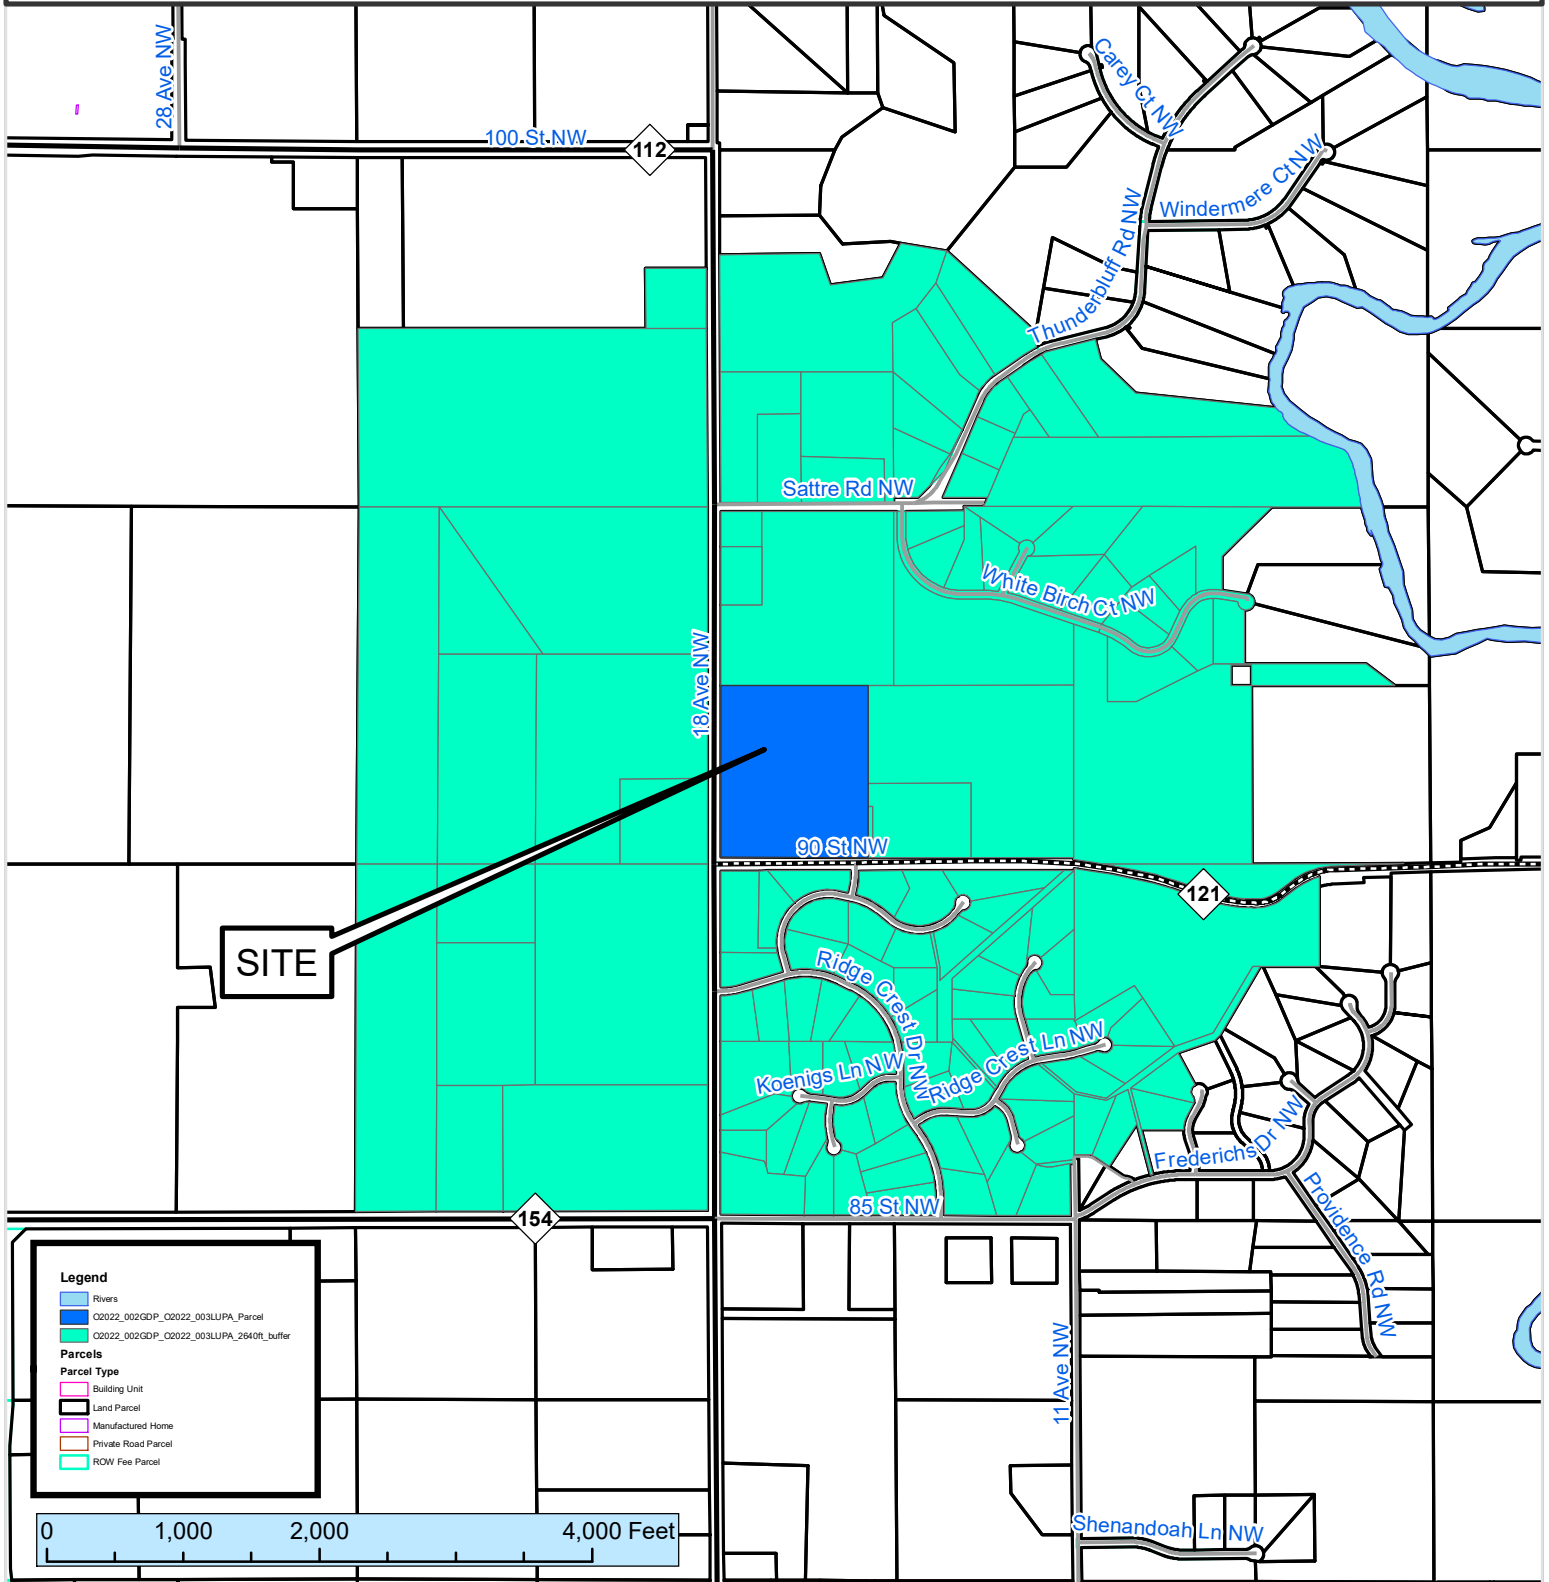 28 Ave NW
100 St NW
112
Carey Ct NW
Windermere Ct NW
Thunderbluff Rd NW
Sattre Rd NW
White Birch Ct NW
18 Ave NW
90 St NW
121
SITE
Ridge Crest Dr NW
Ridge Crest Ln NW
Koenigs Ln NW
Frederichs Dr NW
Providence Rd NW
85 St NW
154
11 Ave NW
Shenandoah Ln NW
Legend
Rivers
O2022_002GDP_O2022_003LUPA_Parcel
O2022_002GDP_O2022_003LUPA_2640ft_buffer
Parcels
Parcel Type
Building Unit
Land Parcel
Manufactured Home
Private Road Parcel
ROW Fee Parcel
0 1,000 2,000 4,000 Feet